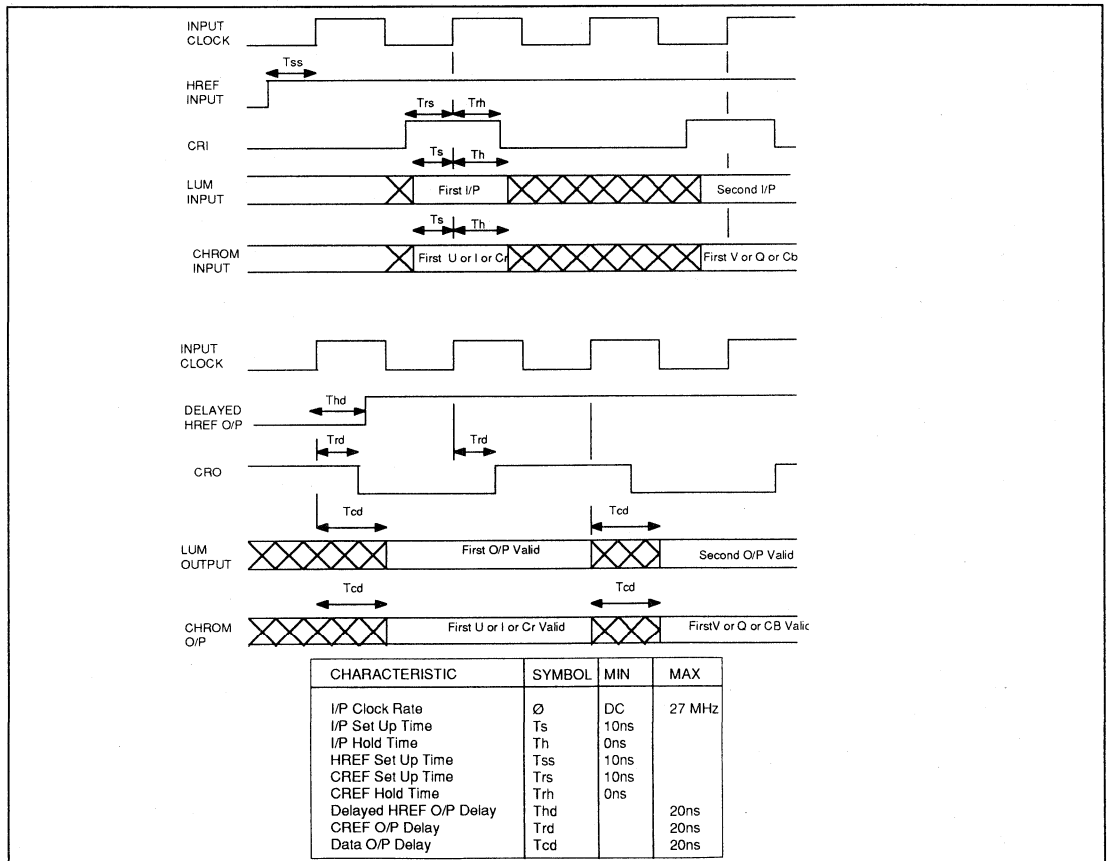 INPUT
CLOCK
Tss
HREF
INPUT
Trs Trh
CRI
Ts Th
LUM
INPUT
First I/P
Second I/P
Ts Th
CHROM
INPUT
First U or I or Cr
First V or Q or Cb
INPUT
CLOCK
Thd
DELAYED
HREF O/P
Trd Trd
CRO
Tcd Tcd
LUM
OUTPUT
First O/P Valid
Second O/P Valid
Tcd Tcd
CHROM
O/P
First U or I or Cr Valid
FirstV or Q or CB Valid
CHARACTERISTIC SYMBOL MIN MAX
I/P Clock Rate Ø DC 27 MHz
I/P Set Up Time Ts 10ns
I/P Hold Time Th 0ns
HREF Set Up Time Tss 10ns
CREF Set Up Time Trs 10ns
CREF Hold Time Trh 0ns
Delayed HREF O/P Delay Thd 20ns
CREF O/P Delay Trd 20ns
Data O/P Delay Tcd 20ns